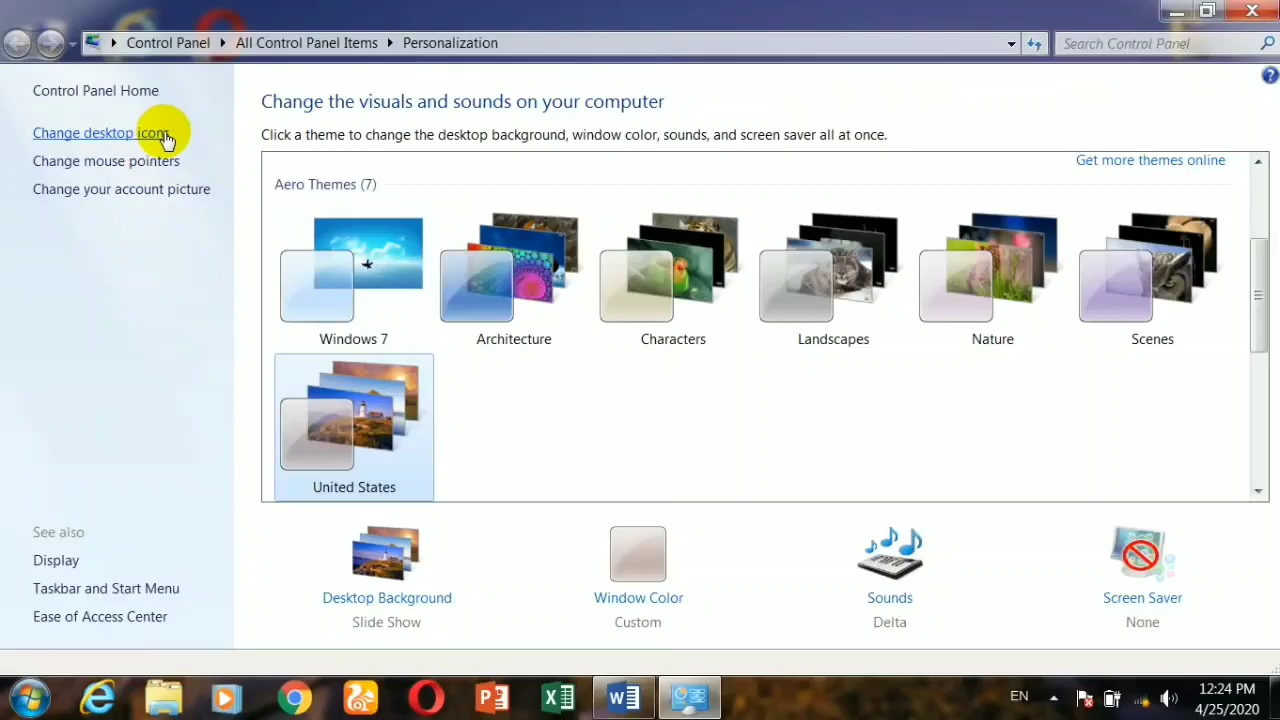 Control Panel
All Control Panel Items
Personalization
Search Control Panel
Control Panel Home
Change desktop icons
Change mouse pointers
Change your account picture
Change the visuals and sounds on your computer
Click a theme to change the desktop background, window color, sounds, and screen saver all at once.
Get more themes online
Aero Themes (7)
Windows 7
Architecture
Characters
Landscapes
Nature
Scenes
United States
See also
Display
Taskbar and Start Menu
Ease of Access Center
Desktop Background
Slide Show
Window Color
Custom
Sounds
Delta
Screen Saver
None
EN
12:24 PM
4/25/2020